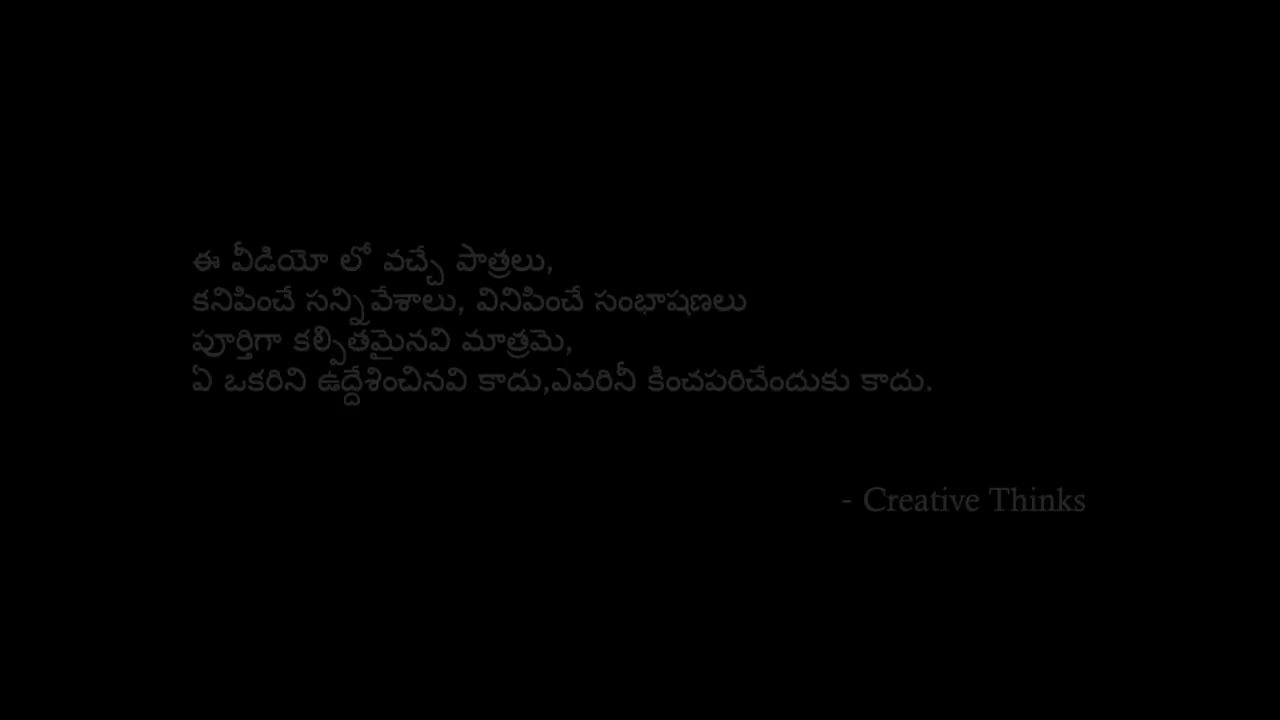 ఈ వీడియో లో వచ్చే పాత్రలు,
కనిపించే సన్నివేశాలు, వినిపించే సంభాషణలు
పూర్తిగా కల్పితమైనవి మాత్రమె,
ఏ ఒకరిని ఉద్దేశించినవి కాదు,ఎవరినీ కించపరిచేందుకు కాదు.
- Creative Thinks